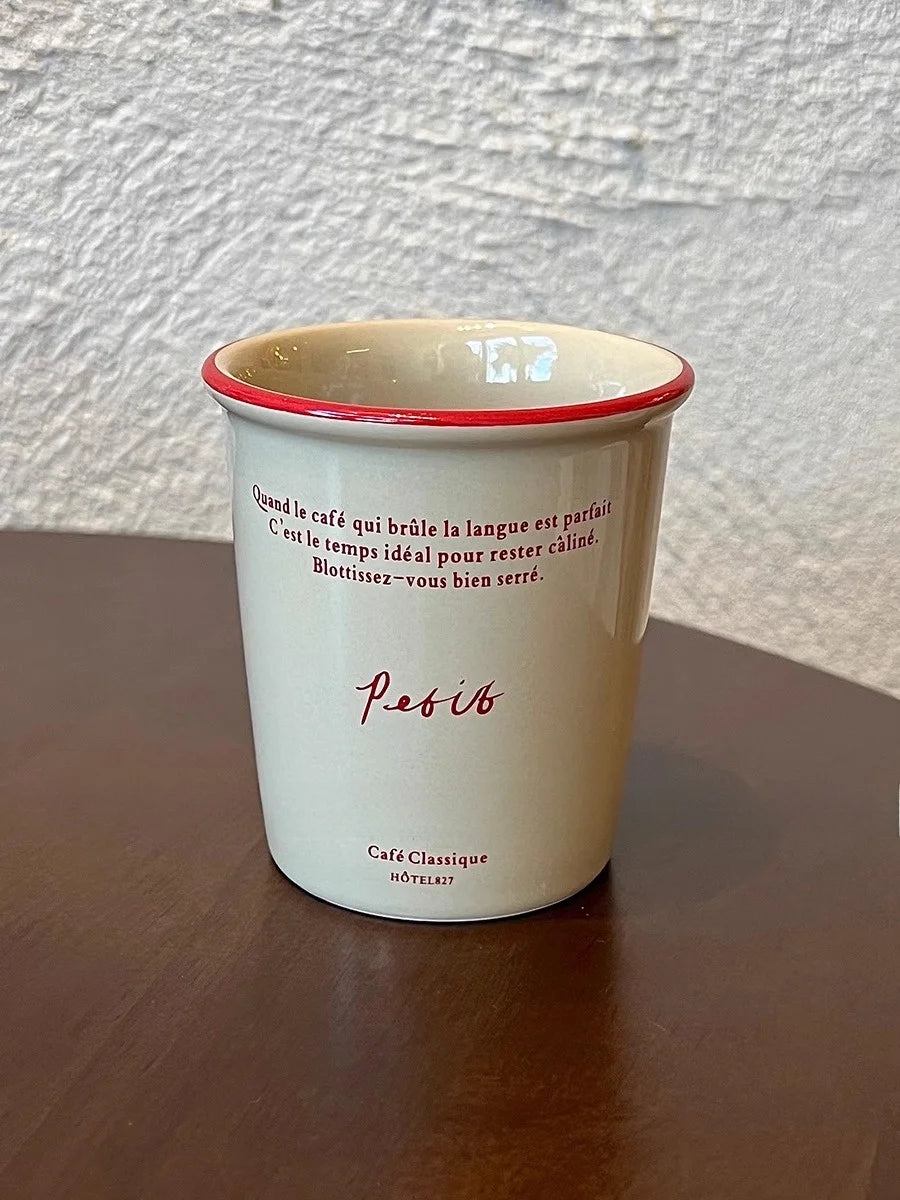 Quand le café qui brûle la langue est parfait
C'est le temps idéal pour rester câliné.
Blottissez-vous bien serré.
Petit
Café Classique
HÔTEL827